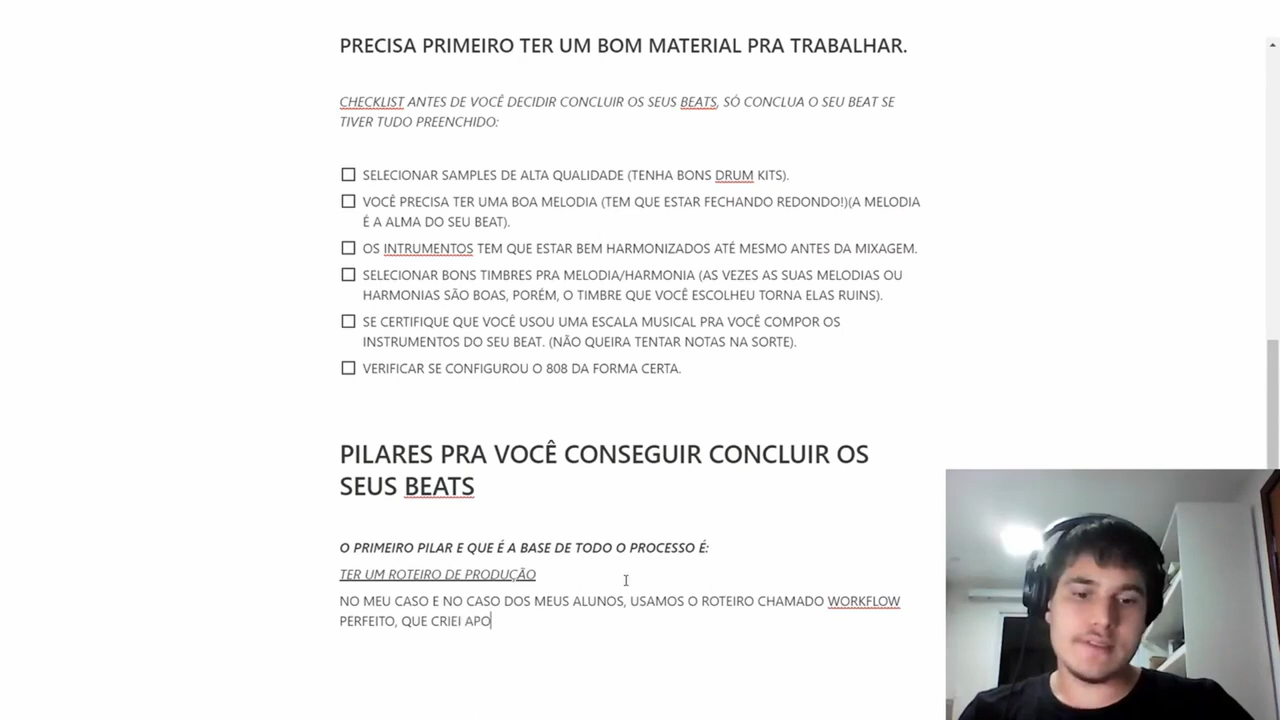 PRECISA PRIMEIRO TER UM BOM MATERIAL PRA TRABALHAR.
CHECKLIST ANTES DE VOCÊ DECIDIR CONCLUIR OS SEUS BEATS, SÓ CONCLUA O SEU BEAT SE
TIVER TUDO PREENCHIDO:
SELECIONAR SAMPLES DE ALTA QUALIDADE (TENHA BONS DRUM KITS).
VOCÊ PRECISA TER UMA BOA MELODIA (TEM QUE ESTAR FECHANDO REDONDO!)(A MELODIA
É A ALMA DO SEU BEAT).
OS INTRUMENTOS TEM QUE ESTAR BEM HARMONIZADOS ATÉ MESMO ANTES DA MIXAGEM.
SELECIONAR BONS TIMBRES PRA MELODIA/HARMONIA (AS VEZES AS SUAS MELODIAS OU
HARMONIAS SÃO BOAS, PORÉM, O TIMBRE QUE VOCÊ ESCOLHEU TORNA ELAS RUINS).
SE CERTIFIQUE QUE VOCÊ USOU UMA ESCALA MUSICAL PRA VOCÊ COMPOR OS
INSTRUMENTOS DO SEU BEAT. (NÃO QUEIRA TENTAR NOTAS NA SORTE).
VERIFICAR SE CONFIGUROU O 808 DA FORMA CERTA.
PILARES PRA VOCÊ CONSEGUIR CONCLUIR OS
SEUS BEATS
O PRIMEIRO PILAR E QUE É A BASE DE TODO O PROCESSO É:
TER UM ROTEIRO DE PRODUÇÃO
NO MEU CASO E NO CASO DOS MEUS ALUNOS, USAMOS O ROTEIRO CHAMADO WORKFLOW
PERFEITO, QUE CRIEI APO